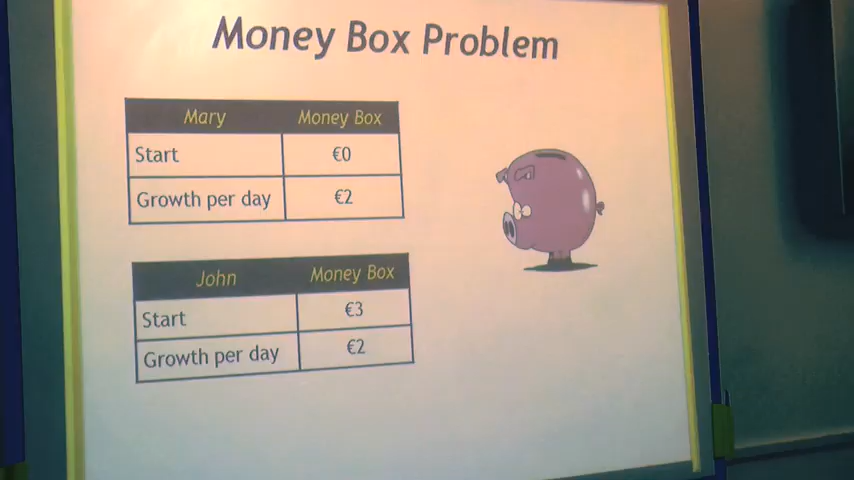 Money Box Problem
Mary Money Box
Start €0
Growth per day €2
John Money Box
Start €3
Growth per day €2